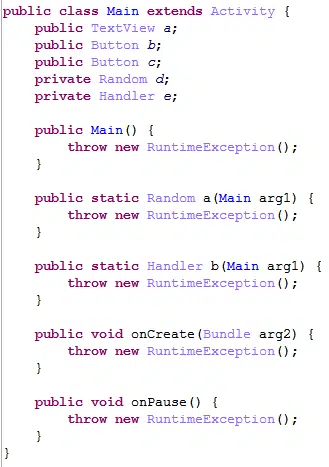 public class Main extends Activity {
    public TextView a;
    public Button b;
    public Button c;
    private Random d;
    private Handler e;

    public Main() {
        throw new RuntimeException();
    }

    public static Random a(Main arg1) {
        throw new RuntimeException();
    }

    public static Handler b(Main arg1) {
        throw new RuntimeException();
    }

    public void onCreate(Bundle arg2) {
        throw new RuntimeException();
    }

    public void onPause() {
        throw new RuntimeException();
    }
}